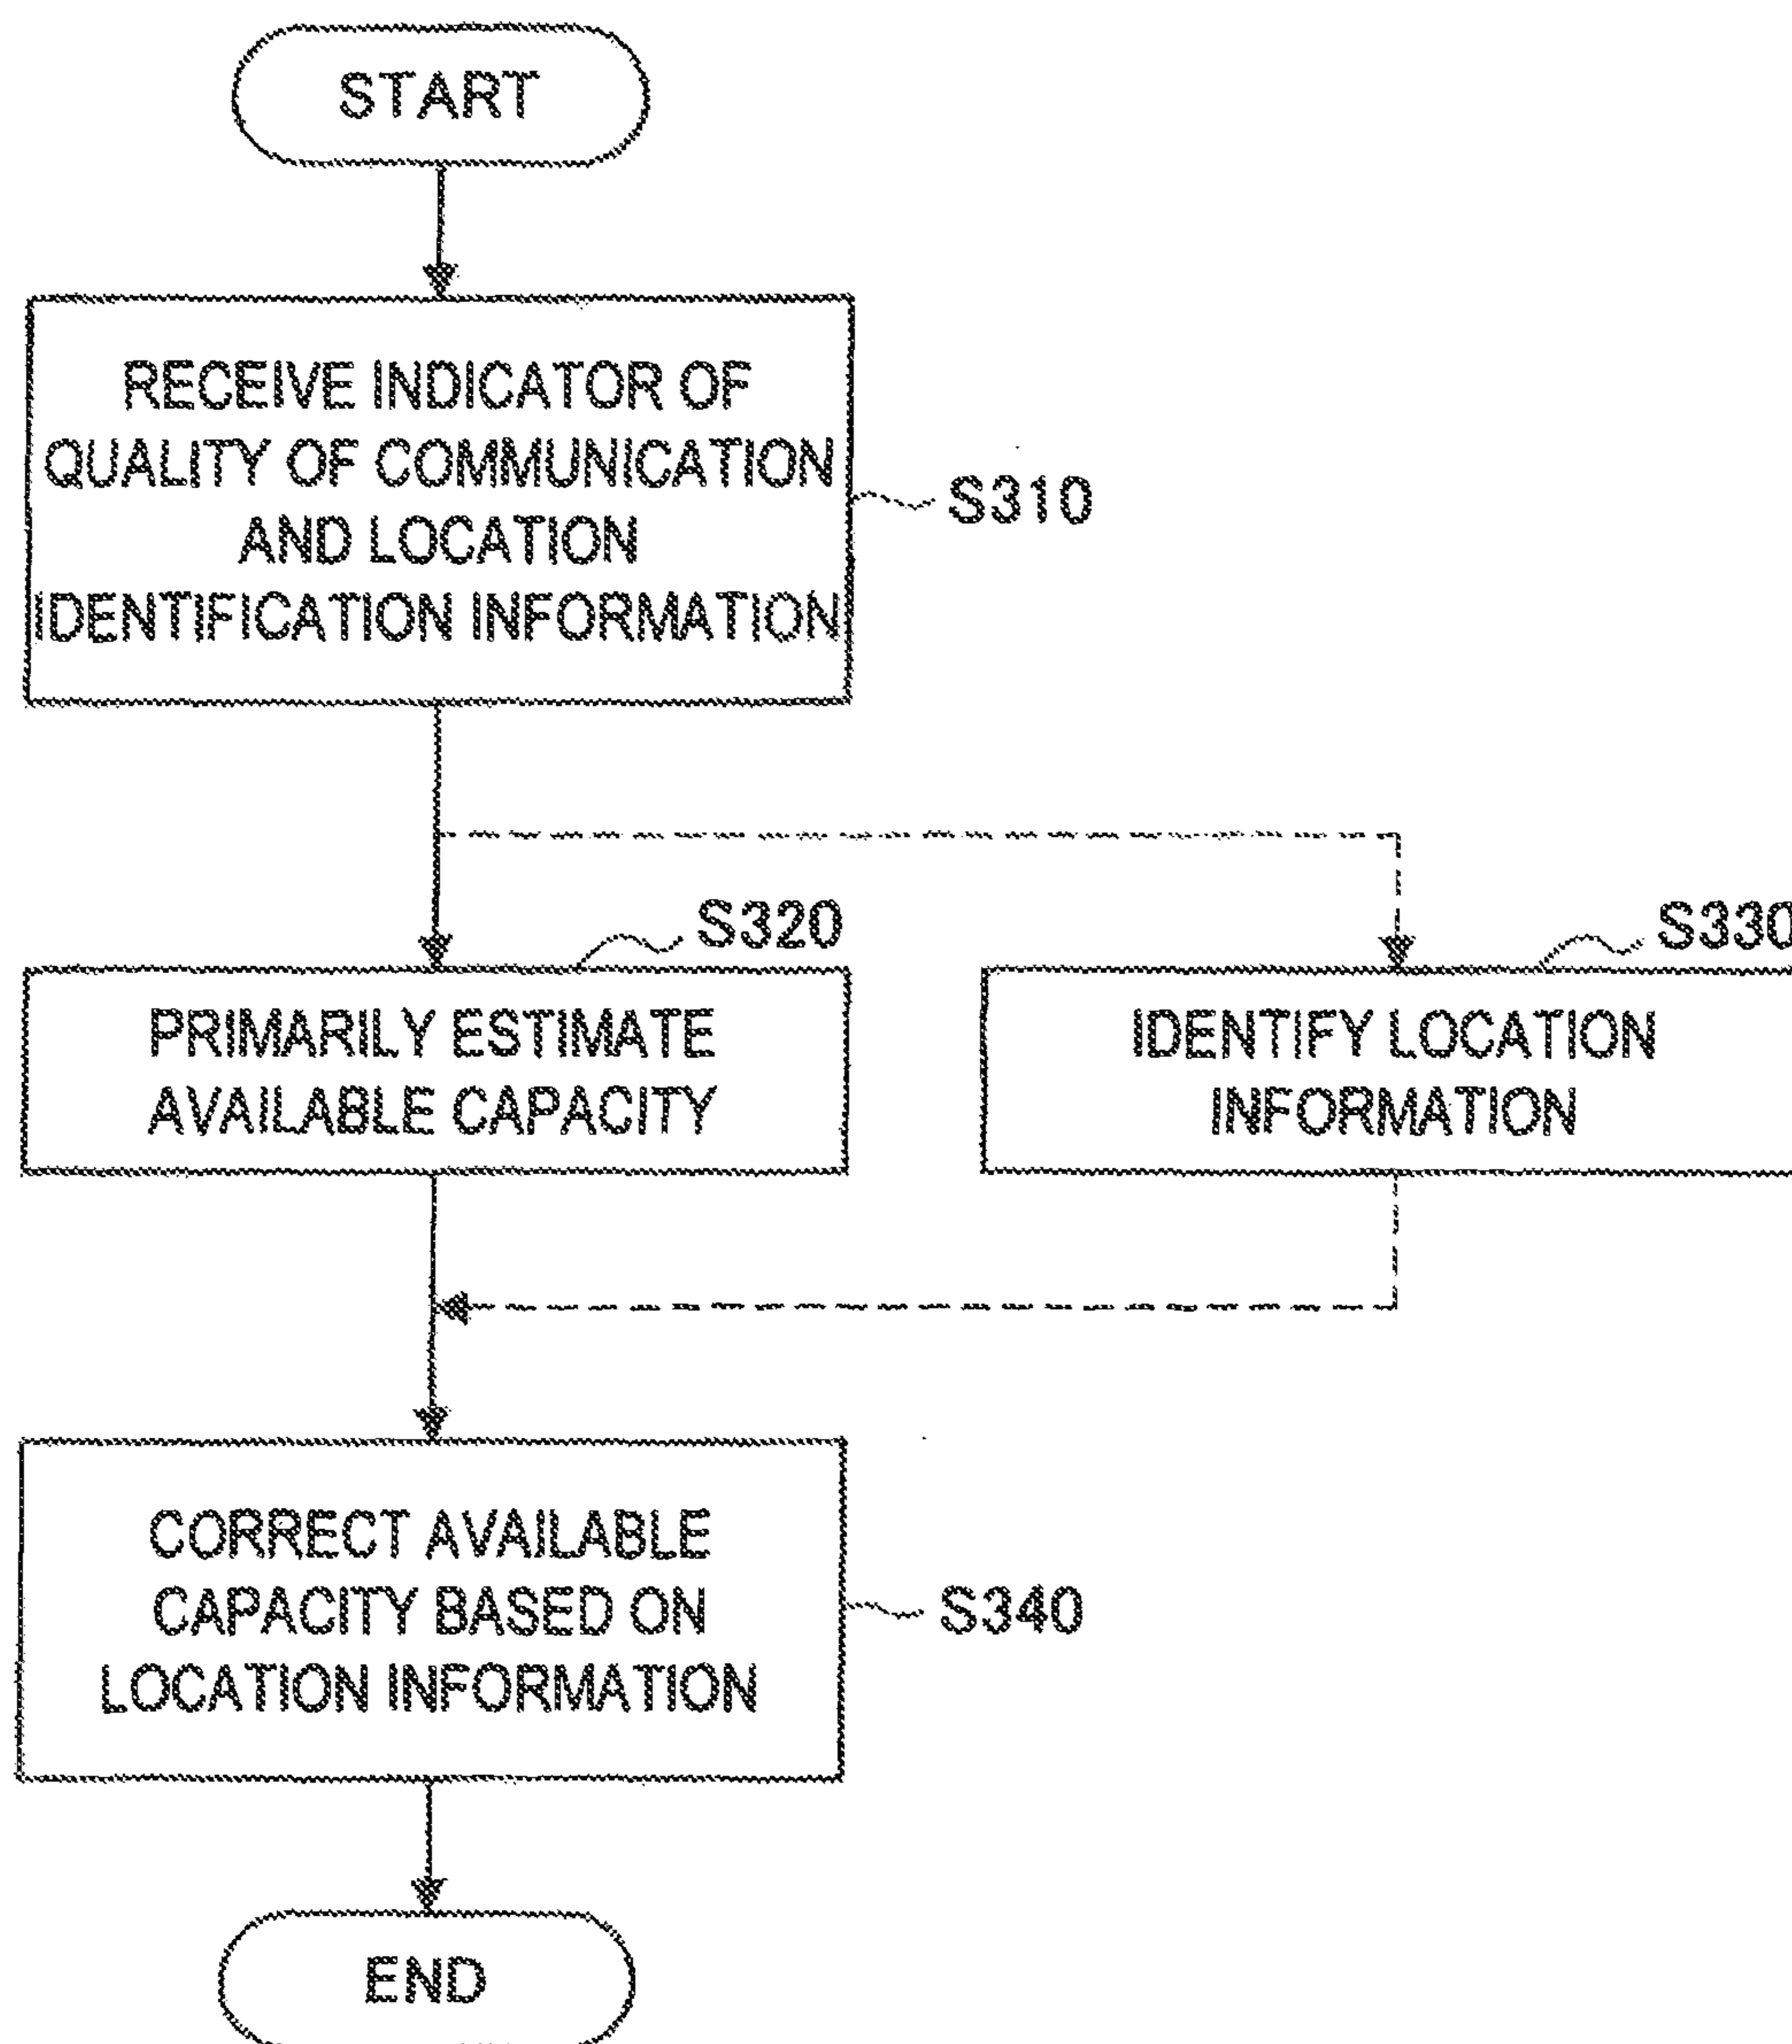 START
RECEIVE INDICATOR OF
QUALITY OF COMMUNICATION
AND LOCATION
IDENTIFICATION INFORMATION
S310
S320
PRIMARILY ESTIMATE
AVAILABLE CAPACITY
S330
IDENTIFY LOCATION
INFORMATION
CORRECT AVAILABLE
CAPACITY BASED ON
LOCATION INFORMATION
S340
END